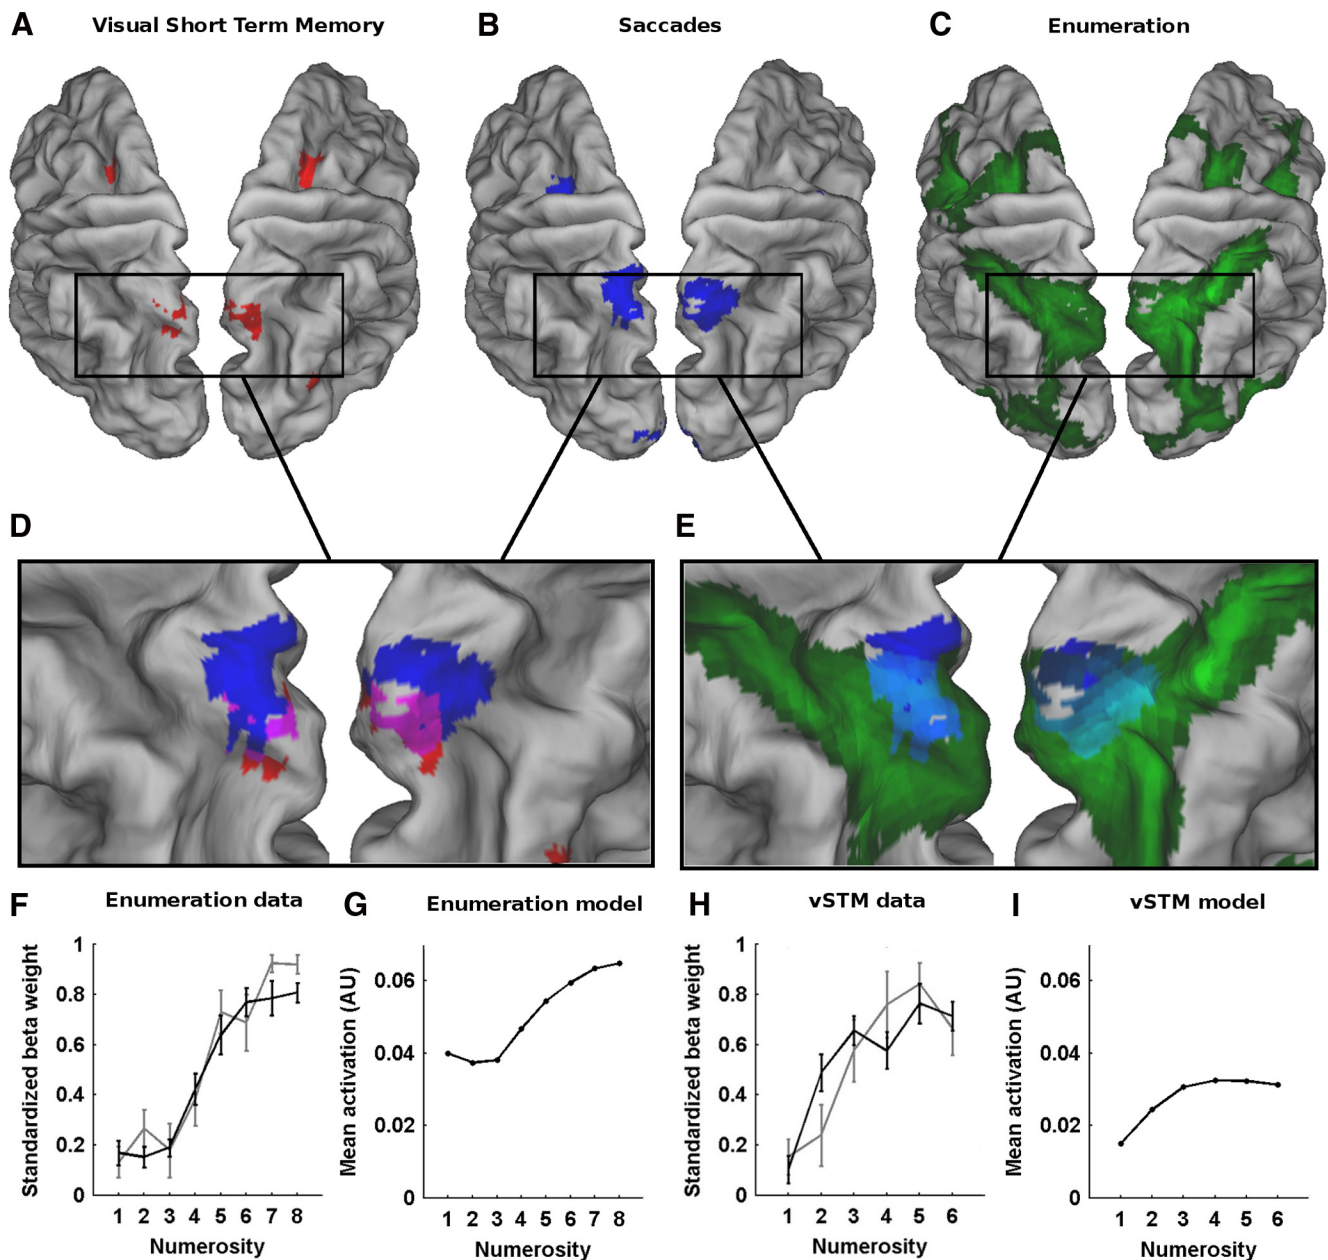 A Visual Short Term Memory B Saccades C Enumeration
D E
F Enumeration data G Enumeration model H vSTM data I vSTM model
Standardized beta weight
1
0.8
0.6
0.4
0.2
0
1 2 3 4 5 6 7 8
Numerosity
Mean activation (AU)
0.06
0.04
0.02
0
1 2 3 4 5 6 7 8
Numerosity
Standardized beta weight
1
0.8
0.6
0.4
0.2
0
1 2 3 4 5 6
Numerosity
Mean activation (AU)
0.06
0.04
0.02
0
1 2 3 4 5 6
Numerosity